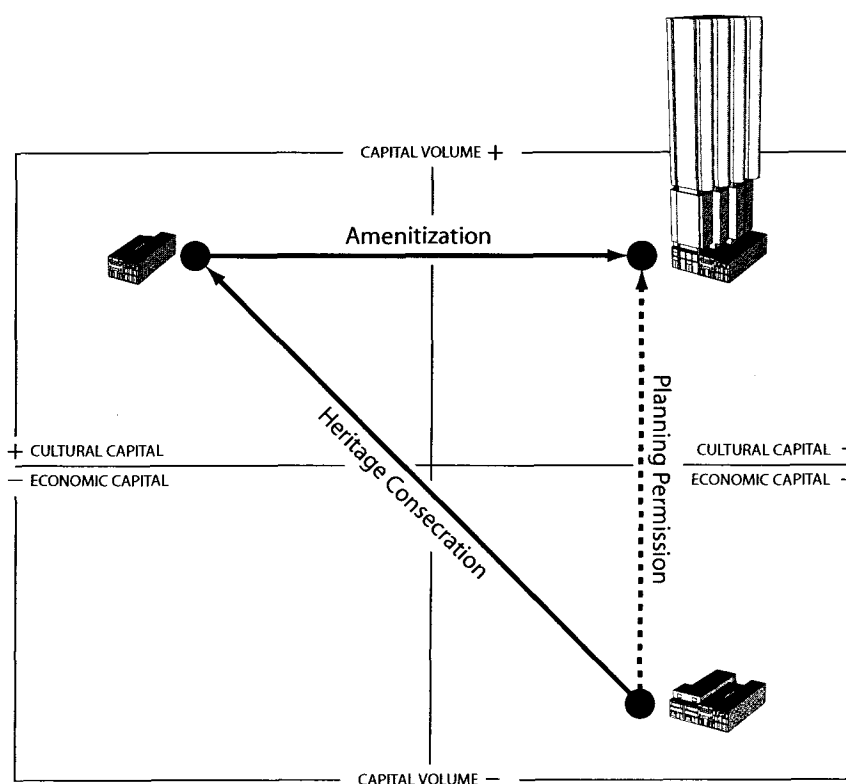 CAPITAL VOLUME +
Amenitization
Heritage Consecration
Planning Permission
+ CULTURAL CAPITAL
− ECONOMIC CAPITAL
CULTURAL CAPITAL −
ECONOMIC CAPITAL −
CAPITAL VOLUME −